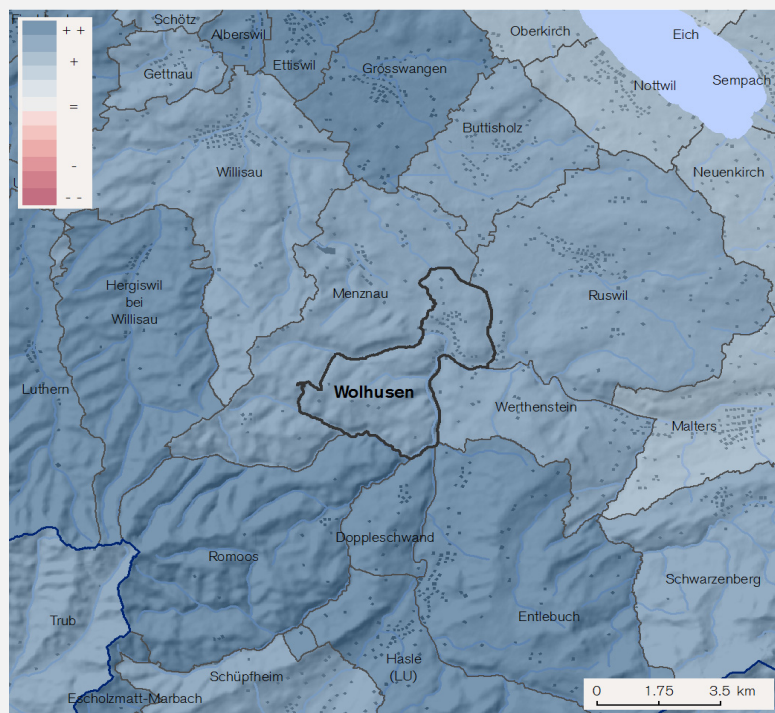 Schötz
Alberswil
Oberkirch
Eich
+ +
+
=
-
- -
Gettnau
Ettiswil
Grosswangen
Nottwil
Sempach
Buttisholz
Willisau
Neuenkirch
Hergiswil
bei
Willisau
Menznau
Ruswil
Luthern
Wolhusen
Werthenstein
Malters
Doppleschwand
Romoos
Schwarzenberg
Trub
Entlebuch
Hasle
(LU)
Schüpfheim
Escholzmatt-Marbach
0 1.75 3.5 km